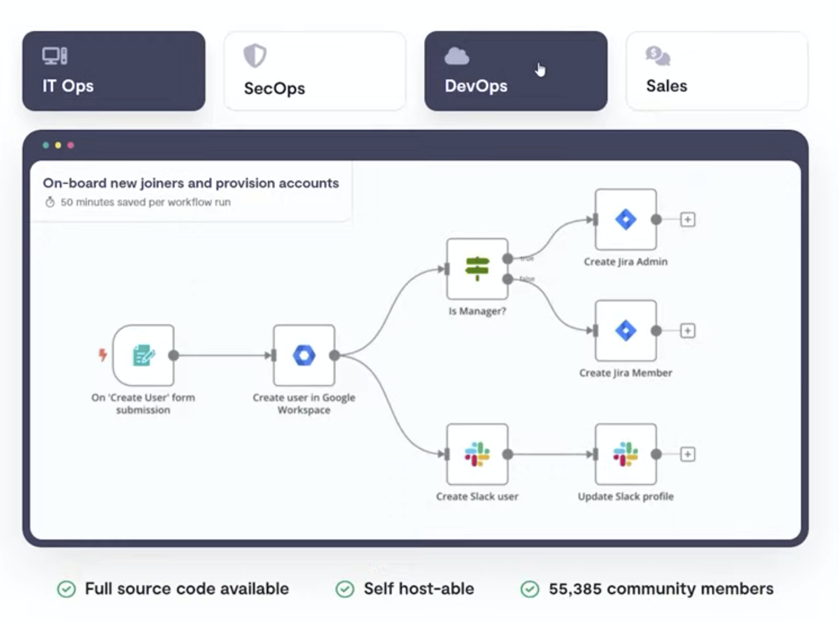 IT Ops
SecOps
DevOps
Sales
On-board new joiners and provision accounts
50 minutes saved per workflow run
true
Create Jira Admin
Is Manager?
false
Create Jira Member
On 'Create User' form
submission
Create user in Google
Workspace
Create Slack user
Update Slack profile
Full source code available
Self host-able
55,385 community members